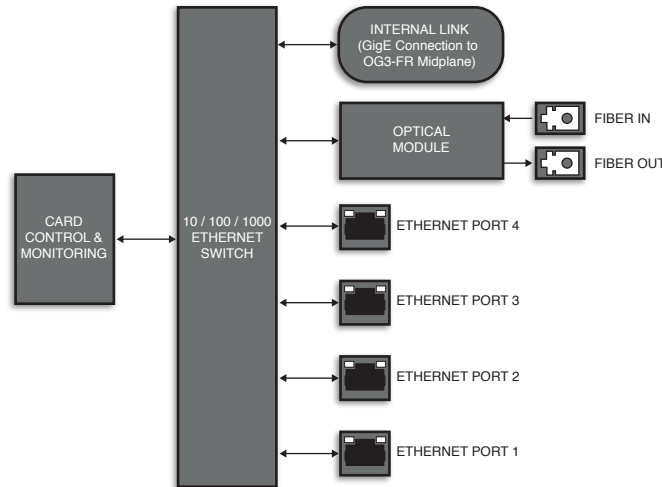 INTERNAL LINK
(GigE Connection to
OG3-FR Midplane)
OPTICAL
MODULE
FIBER IN
FIBER OUT
CARD
CONTROL &
MONITORING
10 / 100 / 1000
ETHERNET
SWITCH
ETHERNET PORT 4
ETHERNET PORT 3
ETHERNET PORT 2
ETHERNET PORT 1